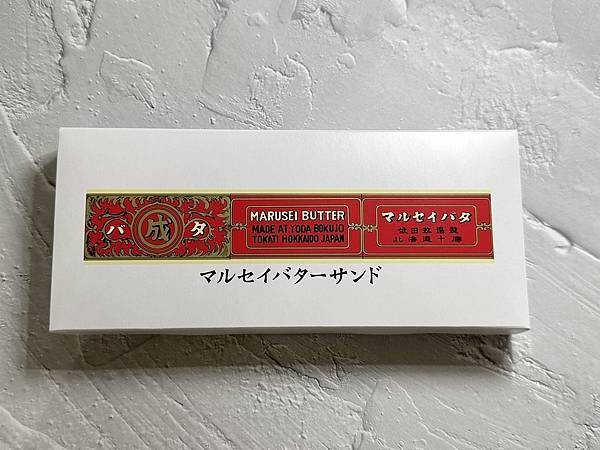 バ 成 タ
MARUSEI BUTTER
MADE AT YODA BOKUJO
TOKATI HOKKAIDO JAPAN
マルセイバタ
依田牧場製
北海道十勝
マルセイバターサンド